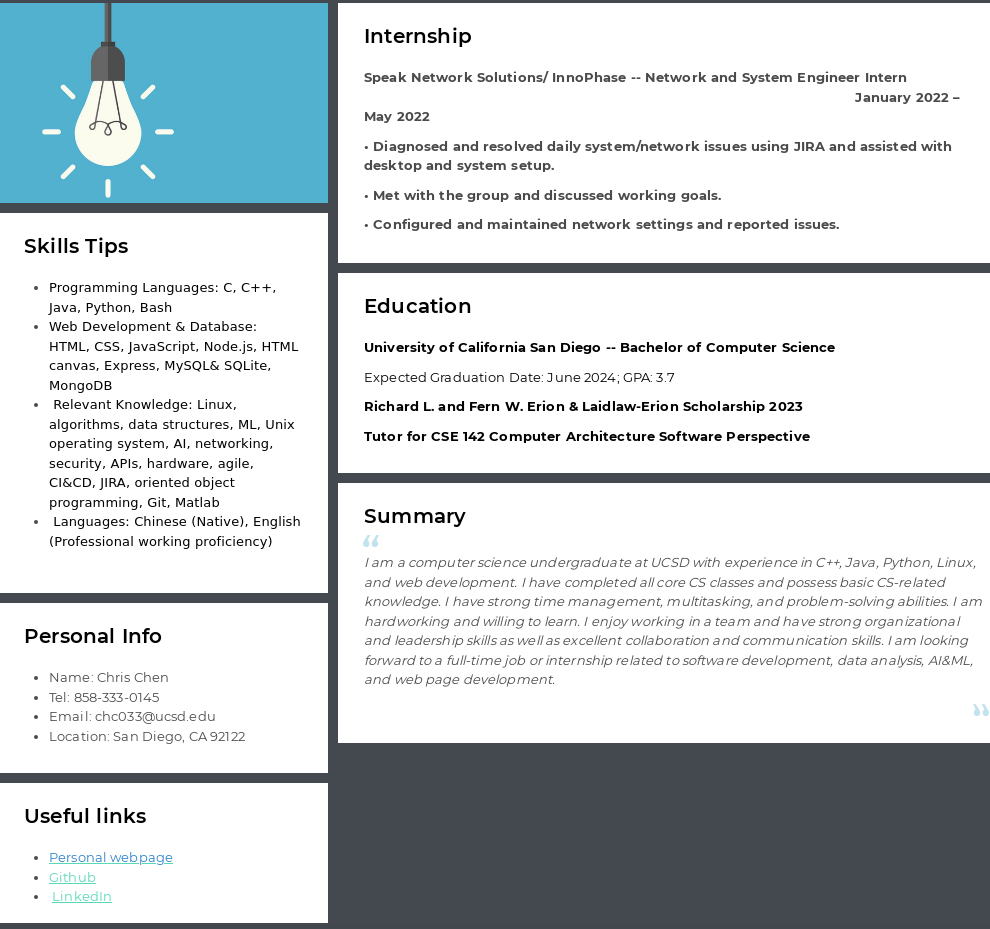 Skills Tips
• Programming Languages: C, C++,
Java, Python, Bash
• Web Development & Database:
HTML, CSS, JavaScript, Node.js, HTML
canvas, Express, MySQL& SQLite,
MongoDB
• Relevant Knowledge: Linux,
algorithms, data structures, ML, Unix
operating system, AI, networking,
security, APIs, hardware, agile,
CI&CD, JIRA, oriented object
programming, Git, Matlab
• Languages: Chinese (Native), English
(Professional working proficiency)
Personal Info
• Name: Chris Chen
• Tel: 858-333-0145
• Email: chc033@ucsd.edu
• Location: San Diego, CA 92122
Useful links
• Personal webpage
• Github
• LinkedIn
Internship
Speak Network Solutions/ InnoPhase -- Network and System Engineer Intern
January 2022 –
May 2022
• Diagnosed and resolved daily system/network issues using JIRA and assisted with
desktop and system setup.
• Met with the group and discussed working goals.
• Configured and maintained network settings and reported issues.
Education
University of California San Diego -- Bachelor of Computer Science
Expected Graduation Date: June 2024; GPA: 3.7
Richard L. and Fern W. Erion & Laidlaw-Erion Scholarship 2023
Tutor for CSE 142 Computer Architecture Software Perspective
Summary
“
I am a computer science undergraduate at UCSD with experience in C++, Java, Python, Linux,
and web development. I have completed all core CS classes and possess basic CS-related
knowledge. I have strong time management, multitasking, and problem-solving abilities. I am
hardworking and willing to learn. I enjoy working in a team and have strong organizational
and leadership skills as well as excellent collaboration and communication skills. I am looking
forward to a full-time job or internship related to software development, data analysis, AI&ML,
and web page development.
”